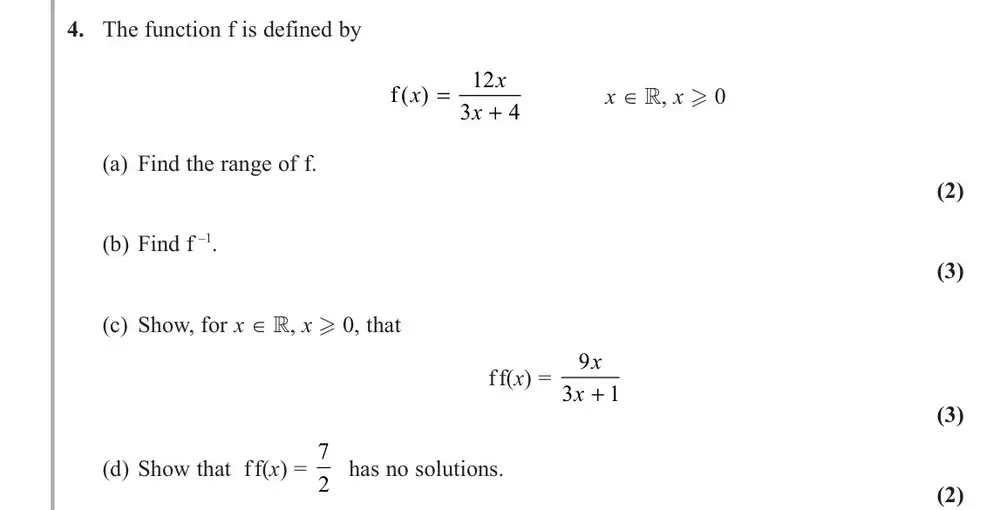 4. The function f is defined by
f(x) = 12x / (3x + 4)    x ∈ ℝ, x ⩾ 0
(a) Find the range of f.
(2)
(b) Find f⁻¹.
(3)
(c) Show, for x ∈ ℝ, x ⩾ 0, that
ff(x) = 9x / (3x + 1)
(3)
(d) Show that ff(x) = 7/2 has no solutions.
(2)